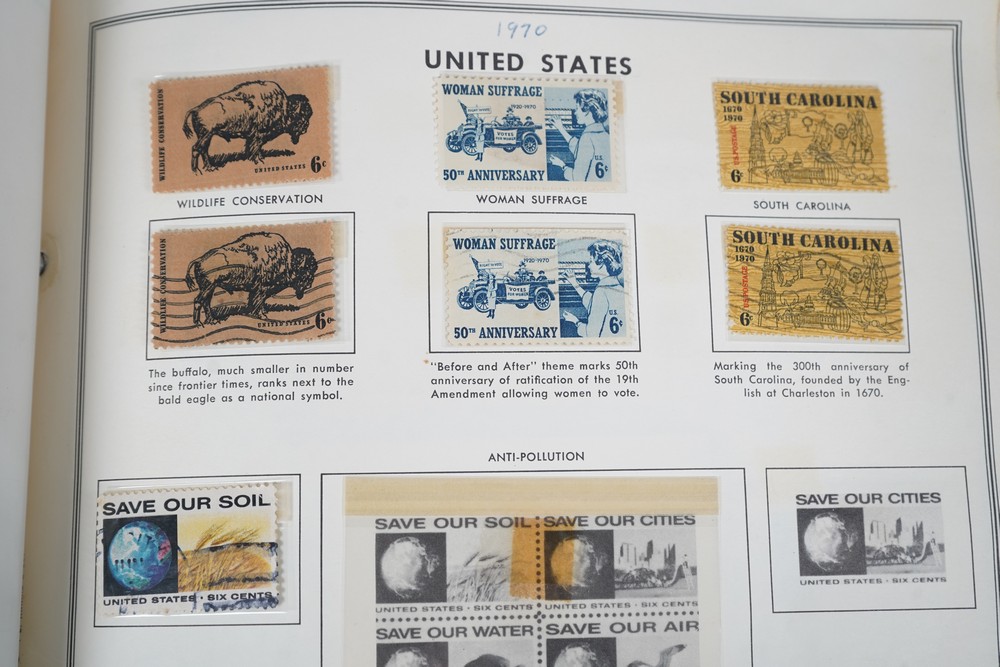 1970
UNITED STATES
WILDLIFE CONSERVATION
UNITED STATES
6c
WOMAN SUFFRAGE
1920-1970
VOTES
FOR WOMEN
U.S.
50TH ANNIVERSARY 6c
SOUTH CAROLINA
1670
1970
US POSTAGE
6c
WILDLIFE CONSERVATION
WOMAN SUFFRAGE
SOUTH CAROLINA
WILDLIFE CONSERVATION
UNITED STATES
6c
WOMAN SUFFRAGE
1920-1970
VOTES
FOR WOMEN
U.S.
50TH ANNIVERSARY 6c
SOUTH CAROLINA
1670
1970
US POSTAGE
6c
The buffalo, much smaller in number
since frontier times, ranks next to the
bald eagle as a national symbol.
"Before and After" theme marks 50th
anniversary of ratification of the 19th
Amendment allowing women to vote.
Marking the 300th anniversary of
South Carolina, founded by the Eng-
lish at Charleston in 1670.
ANTI-POLLUTION
SAVE OUR SOIL
UNITED STATES · SIX CENTS
SAVE OUR SOIL
UNITED STATES · SIX CENTS
SAVE OUR CITIES
UNITED STATES · SIX CENTS
SAVE OUR WATER
SAVE OUR AIR
SAVE OUR CITIES
UNITED STATES · SIX CENTS